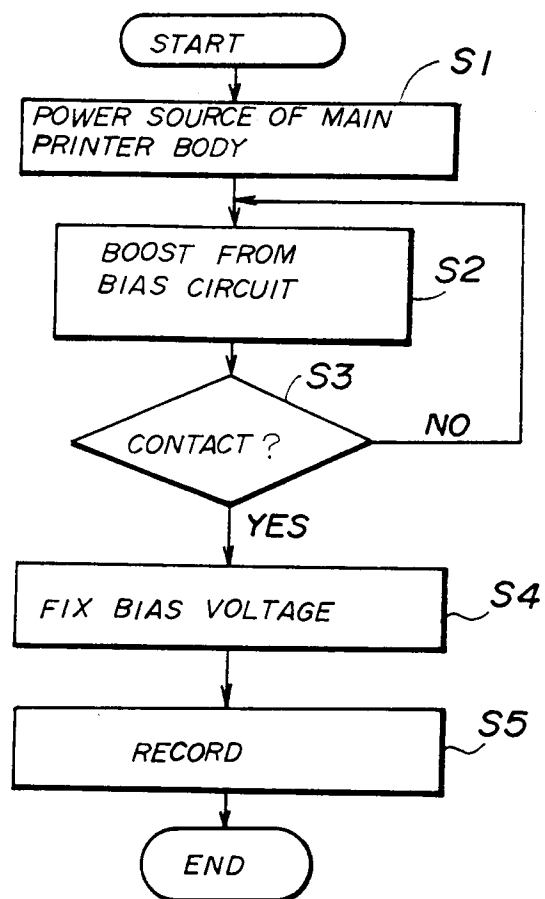 START
S1
POWER SOURCE OF MAIN
PRINTER BODY
BOOST FROM
BIAS CIRCUIT
S2
S3
CONTACT?
NO
YES
FIX BIAS VOLTAGE
S4
RECORD
S5
END